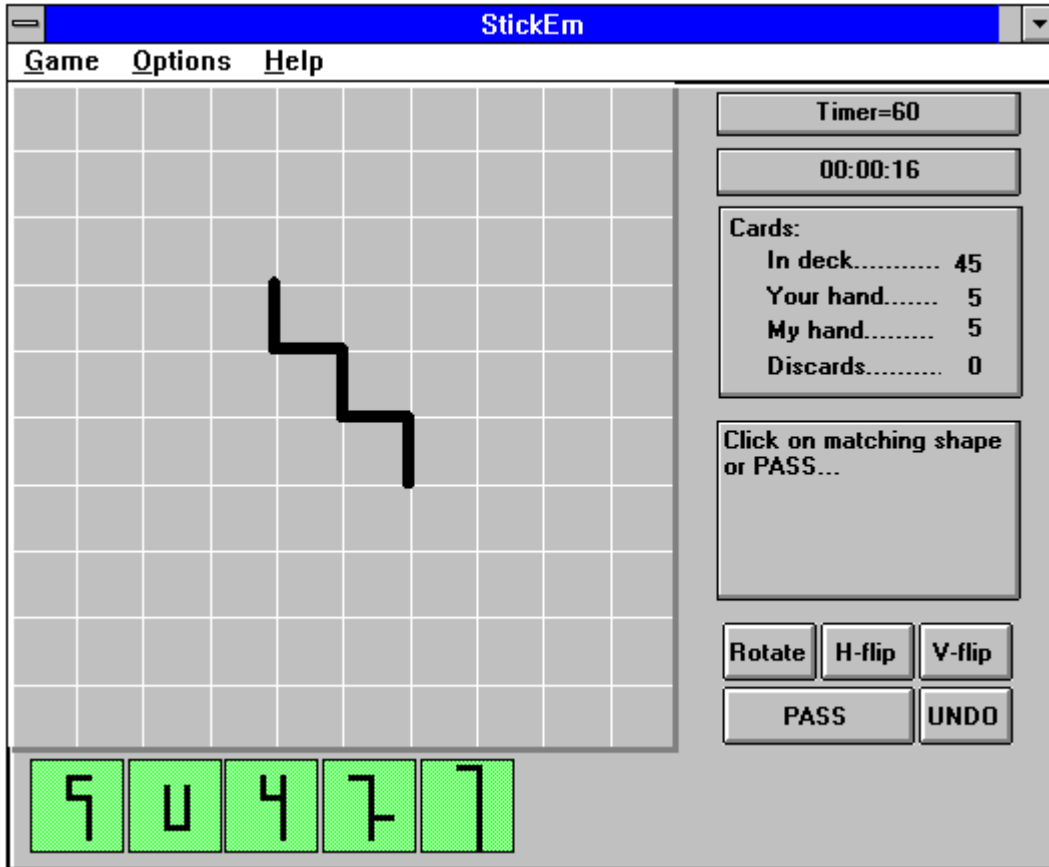 StickEm
Game Options Help
Timer=60
00:00:16
Cards:
In deck........... 45
Your hand....... 5
My hand......... 5
Discards.......... 0
Click on matching shape
or PASS...
Rotate H-flip V-flip
PASS UNDO